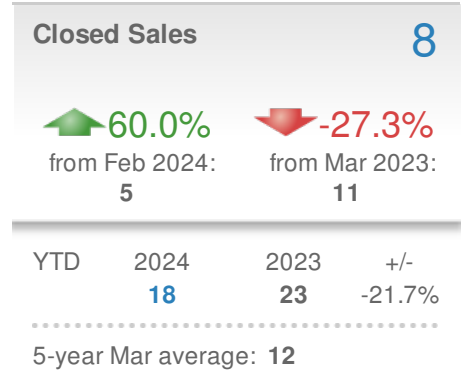 Closed Sales 8
60.0% -27.3%
from Feb 2024: from Mar 2023:
5 11
YTD 2024 2023 +/-
18 23 -21.7%
5-year Mar average: 12